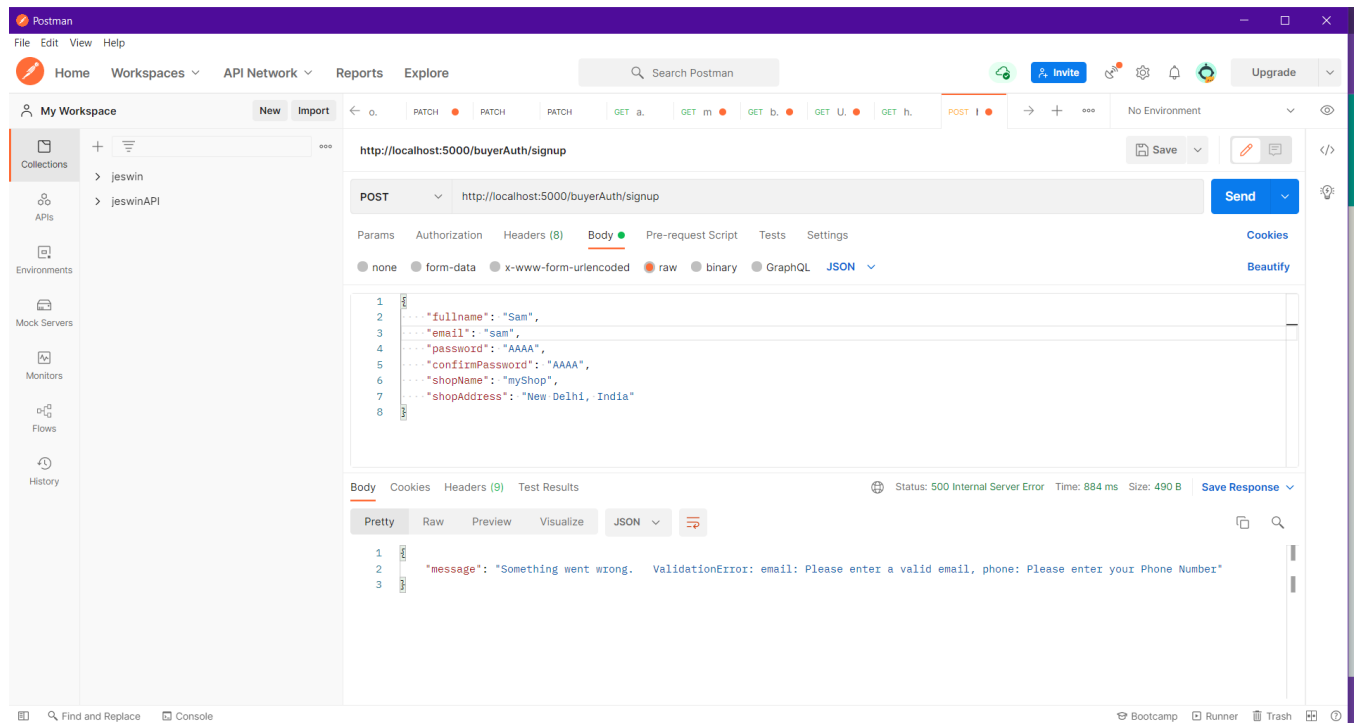 Postman
File Edit View Help
Home Workspaces API Network Reports Explore Search Postman Invite Upgrade
My Workspace New Import o. PATCH PATCH PATCH GET a. GET m GET b. GET U. GET h. POST No Environment
Collections
APIs
Environments
Mock Servers
Monitors
Flows
History
jeswin
jeswinAPI
http://localhost:5000/buyerAuth/signup Save
POST http://localhost:5000/buyerAuth/signup Send
Params Authorization Headers (8) Body Pre-request Script Tests Settings Cookies
none form-data x-www-form-urlencoded raw binary GraphQL JSON Beautify
1 {
2 "fullname": "Sam",
3 "email": "sam",
4 "password": "AAAA",
5 "confirmPassword": "AAAA",
6 "shopName": "myShop",
7 "shopAddress": "New Delhi, India"
8 }
Body Cookies Headers (9) Test Results Status: 500 Internal Server Error Time: 884 ms Size: 490 B Save Response
Pretty Raw Preview Visualize JSON
1 {
2 "message": "Something went wrong.   ValidationError: email: Please enter a valid email, phone: Please enter your Phone Number"
3 }
Find and Replace Console Bootcamp Runner Trash